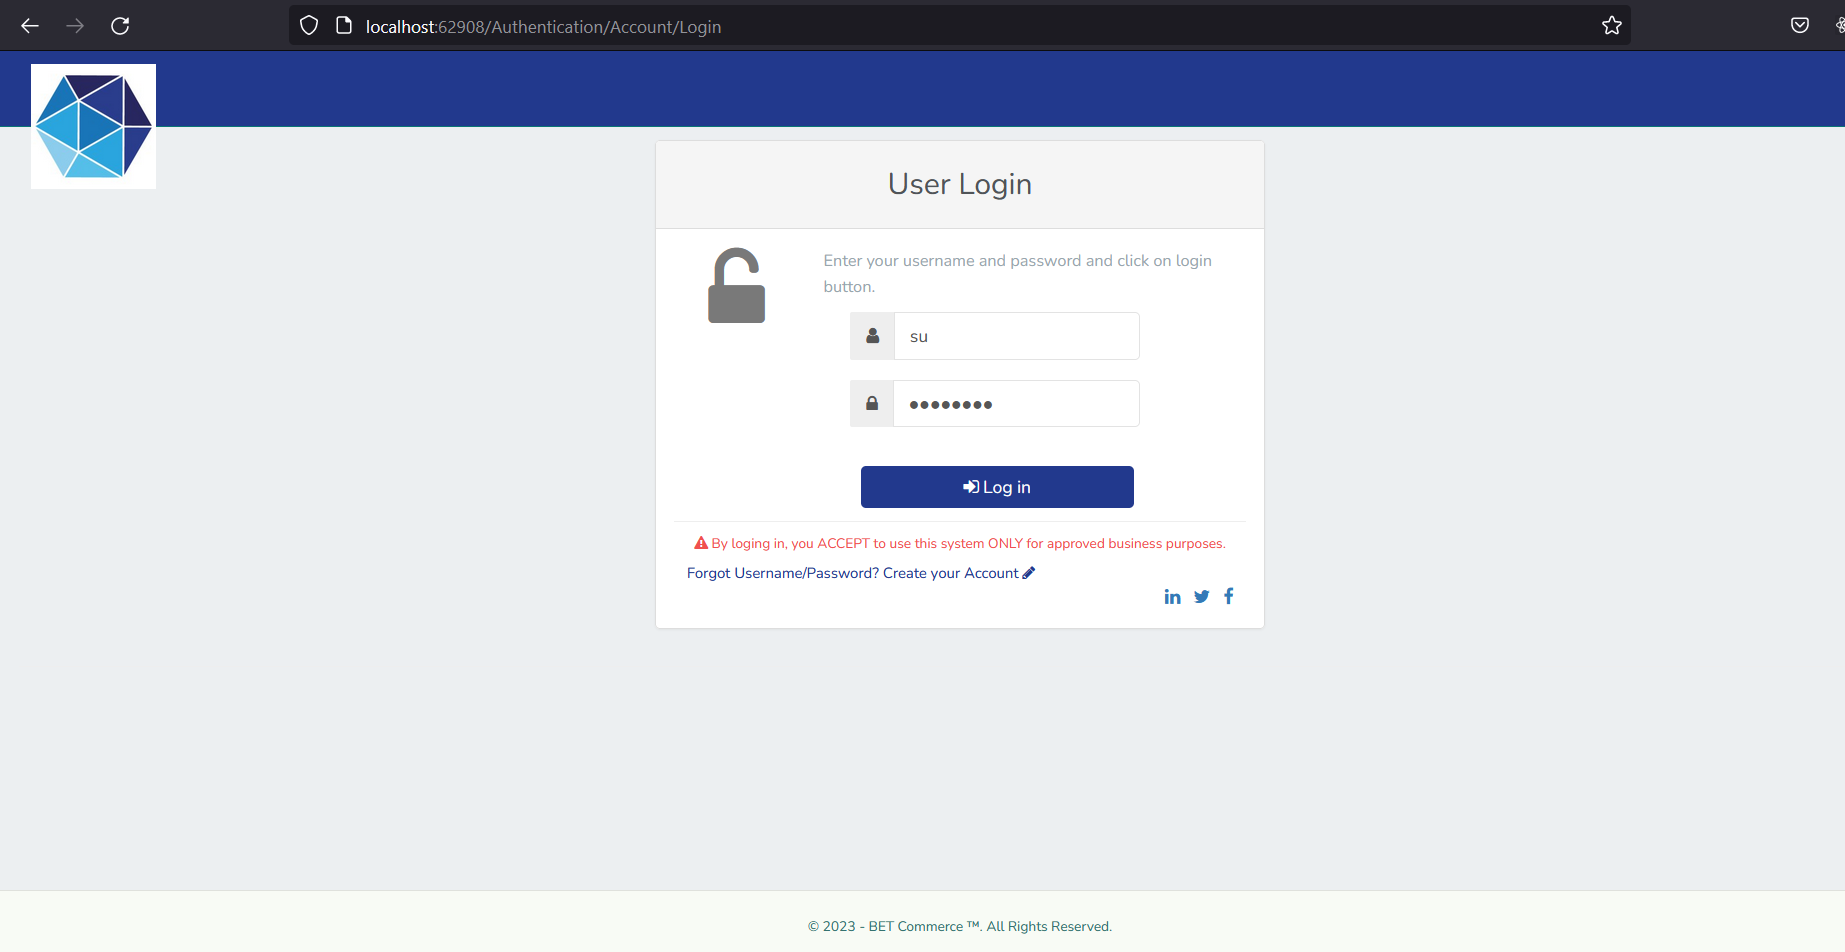 localhost:62908/Authentication/Account/Login
User Login
Enter your username and password and click on login
button.
su
●●●●●●●●
Log in
By loging in, you ACCEPT to use this system ONLY for approved business purposes.
Forgot Username/Password? Create your Account
© 2023 - BET Commerce ™. All Rights Reserved.